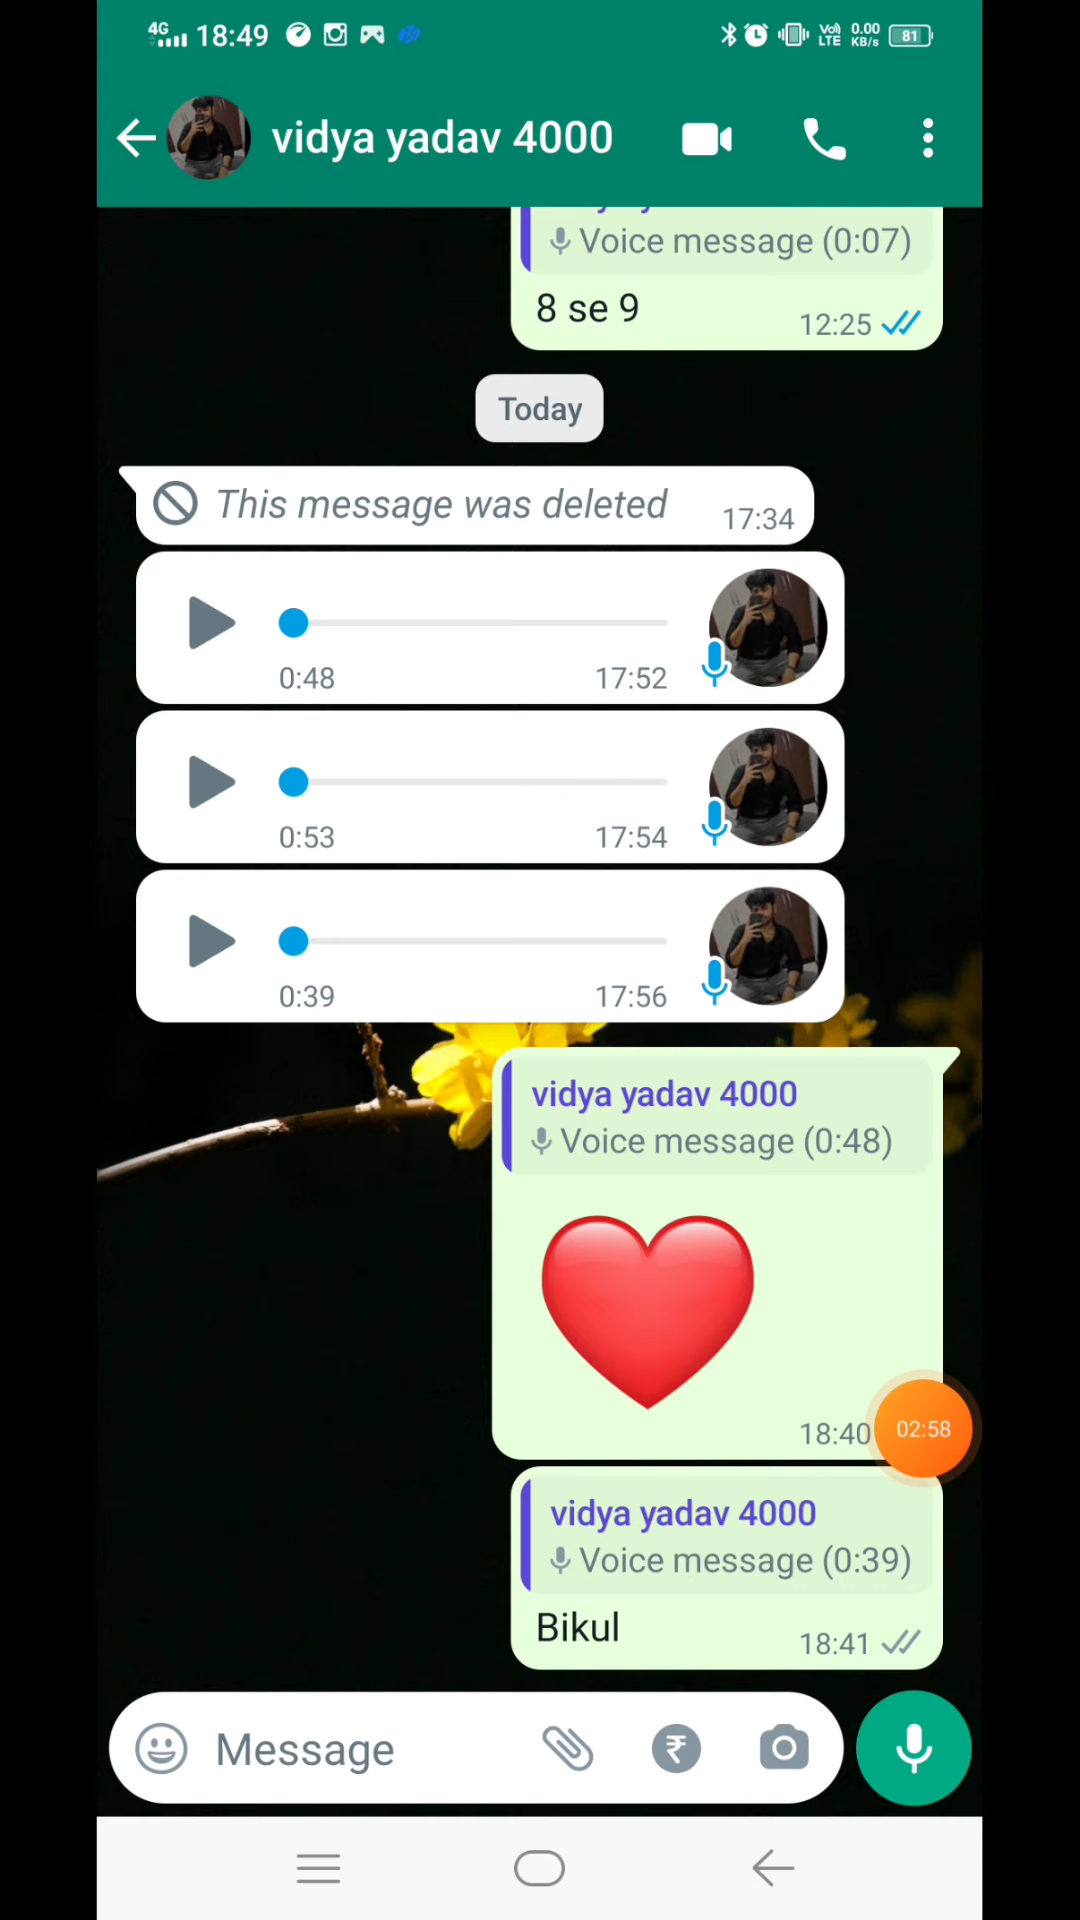 4G 18:49 Vo) LTE 0.00 KB/s 81
vidya yadav 4000
Voice message (0:07)
8 se 9
12:25
Today
This message was deleted 17:34
0:48 17:52
0:53 17:54
0:39 17:56
vidya yadav 4000
Voice message (0:48)
18:40
02:58
vidya yadav 4000
Voice message (0:39)
Bikul
18:41
Message
₹